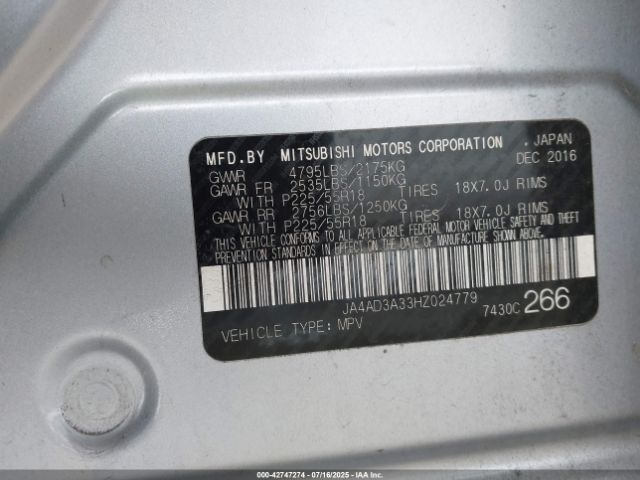 MFD.BY MITSUBISHI MOTORS CORPORATION , JAPAN
GVWR 4795LBS/2175KG DEC 2016
GAWR FR 2535LBS/1150KG
WITH P225/55R18 TIRES 18X7.0J RIMS
GAWR RR 2756LBS/1250KG
WITH P225/55R18 TIRES 18X7.0J RIMS
THIS VEHICLE CONFORMS TO ALL APPLICABLE FEDERAL MOTOR VEHICLE SAFETY AND THEFT
PREVENTION STANDARDS IN EFFECT ON THE DATE OF MANUFACTURE SHOWN ABOVE.
JA4AD3A33HZ024779
7430C 266
VEHICLE TYPE: MPV
000-42747274 - 07/16/2025 - IAAI.COM